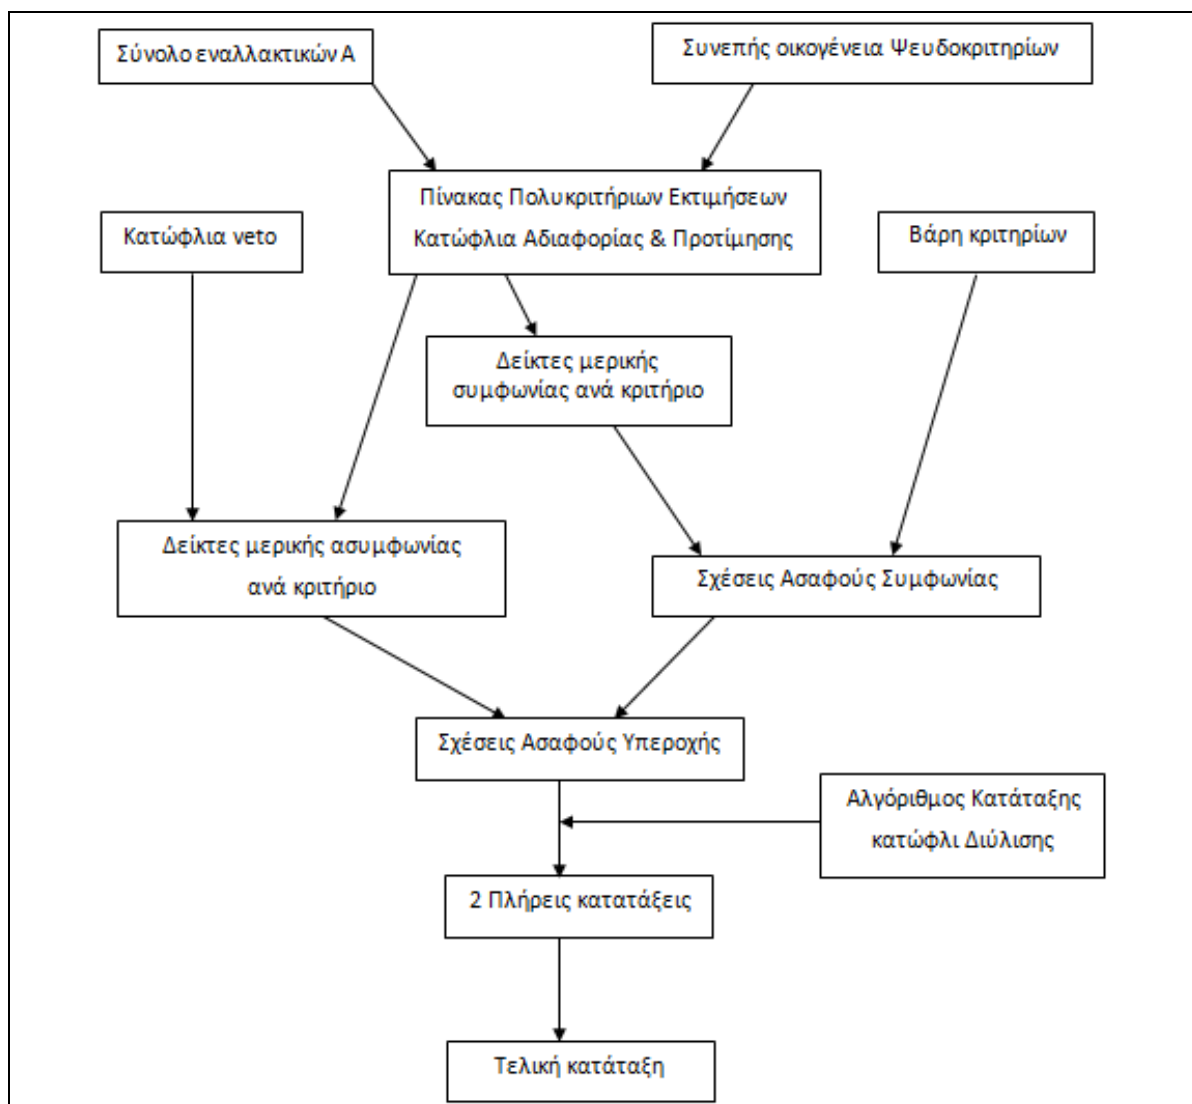 Σύνολο εναλλακτικών Α
Συνεπής οικογένεια Ψευδοκριτηρίων
Πίνακας Πολυκριτήριων Εκτιμήσεων
Κατώφλια Αδιαφορίας & Προτίμησης
Κατώφλια veto
Βάρη κριτηρίων
Δείκτες μερικής
συμφωνίας ανά κριτήριο
Δείκτες μερικής ασυμφωνίας
ανά κριτήριο
Σχέσεις Ασαφούς Συμφωνίας
Σχέσεις Ασαφούς Υπεροχής
Αλγόριθμος Κατάταξης
κατώφλι Διύλισης
2 Πλήρεις κατατάξεις
Τελική κατάταξη